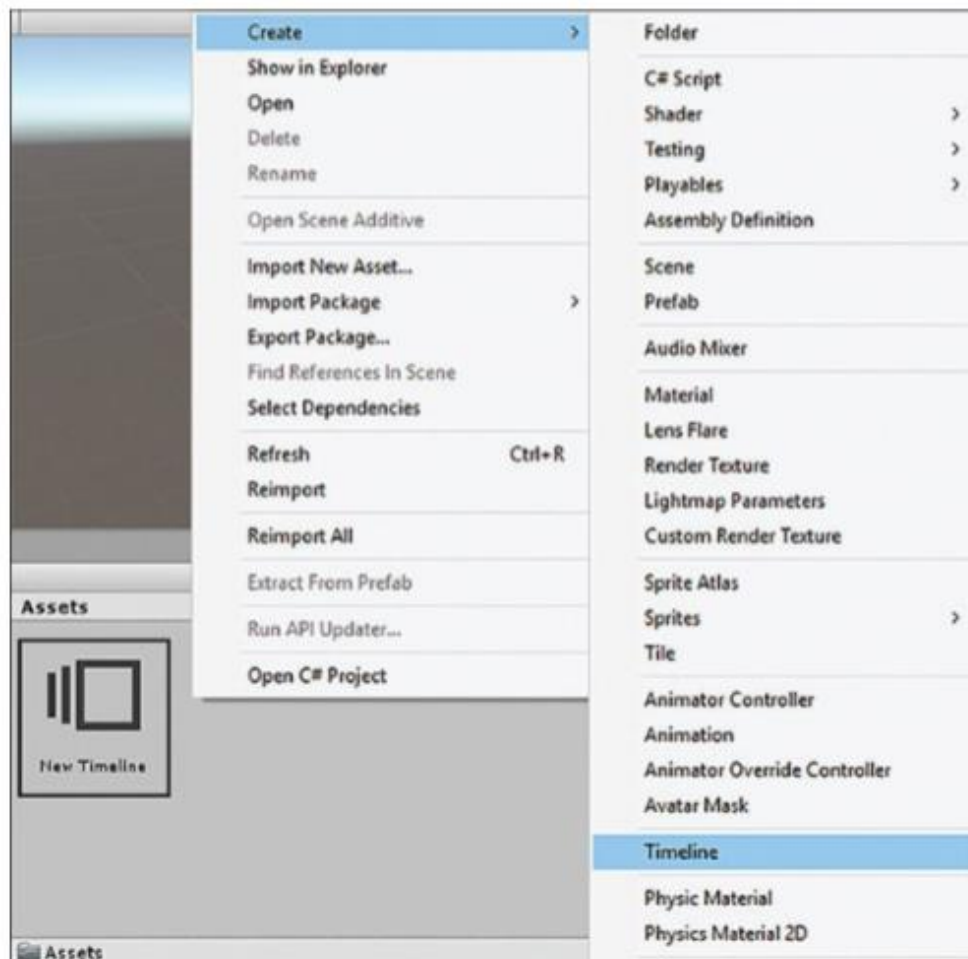 Create
Show in Explorer
Open
Delete
Rename
Open Scene Additive
Import New Asset...
Import Package
Export Package...
Find References In Scene
Select Dependencies
Refresh Ctrl+R
Reimport
Reimport All
Extract From Prefab
Run API Updater...
Open C# Project
Folder
C# Script
Shader
Testing
Playables
Assembly Definition
Scene
Prefab
Audio Mixer
Material
Lens Flare
Render Texture
Lightmap Parameters
Custom Render Texture
Sprite Atlas
Sprites
Tile
Animator Controller
Animation
Animator Override Controller
Avatar Mask
Timeline
Physic Material
Physics Material 2D
Assets
New Timeline
Assets